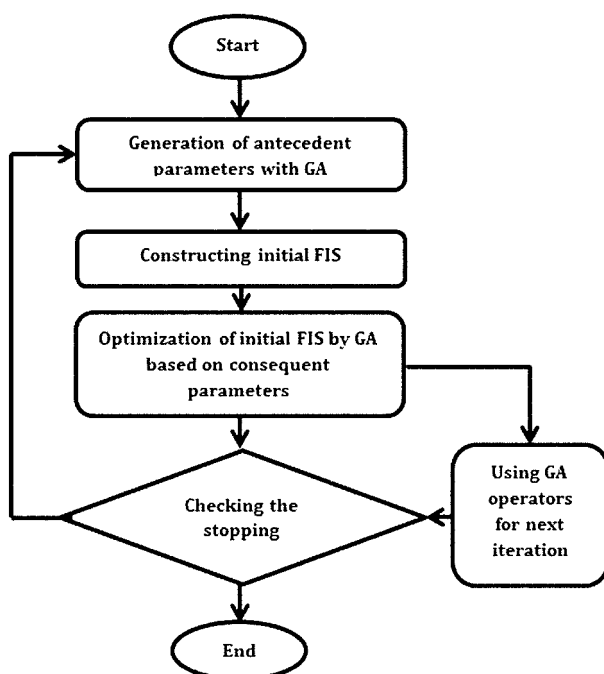 Start
Generation of antecedent
parameters with GA
Constructing initial FIS
Optimization of initial FIS by GA
based on consequent
parameters
Using GA
operators
for next
iteration
Checking the
stopping
End